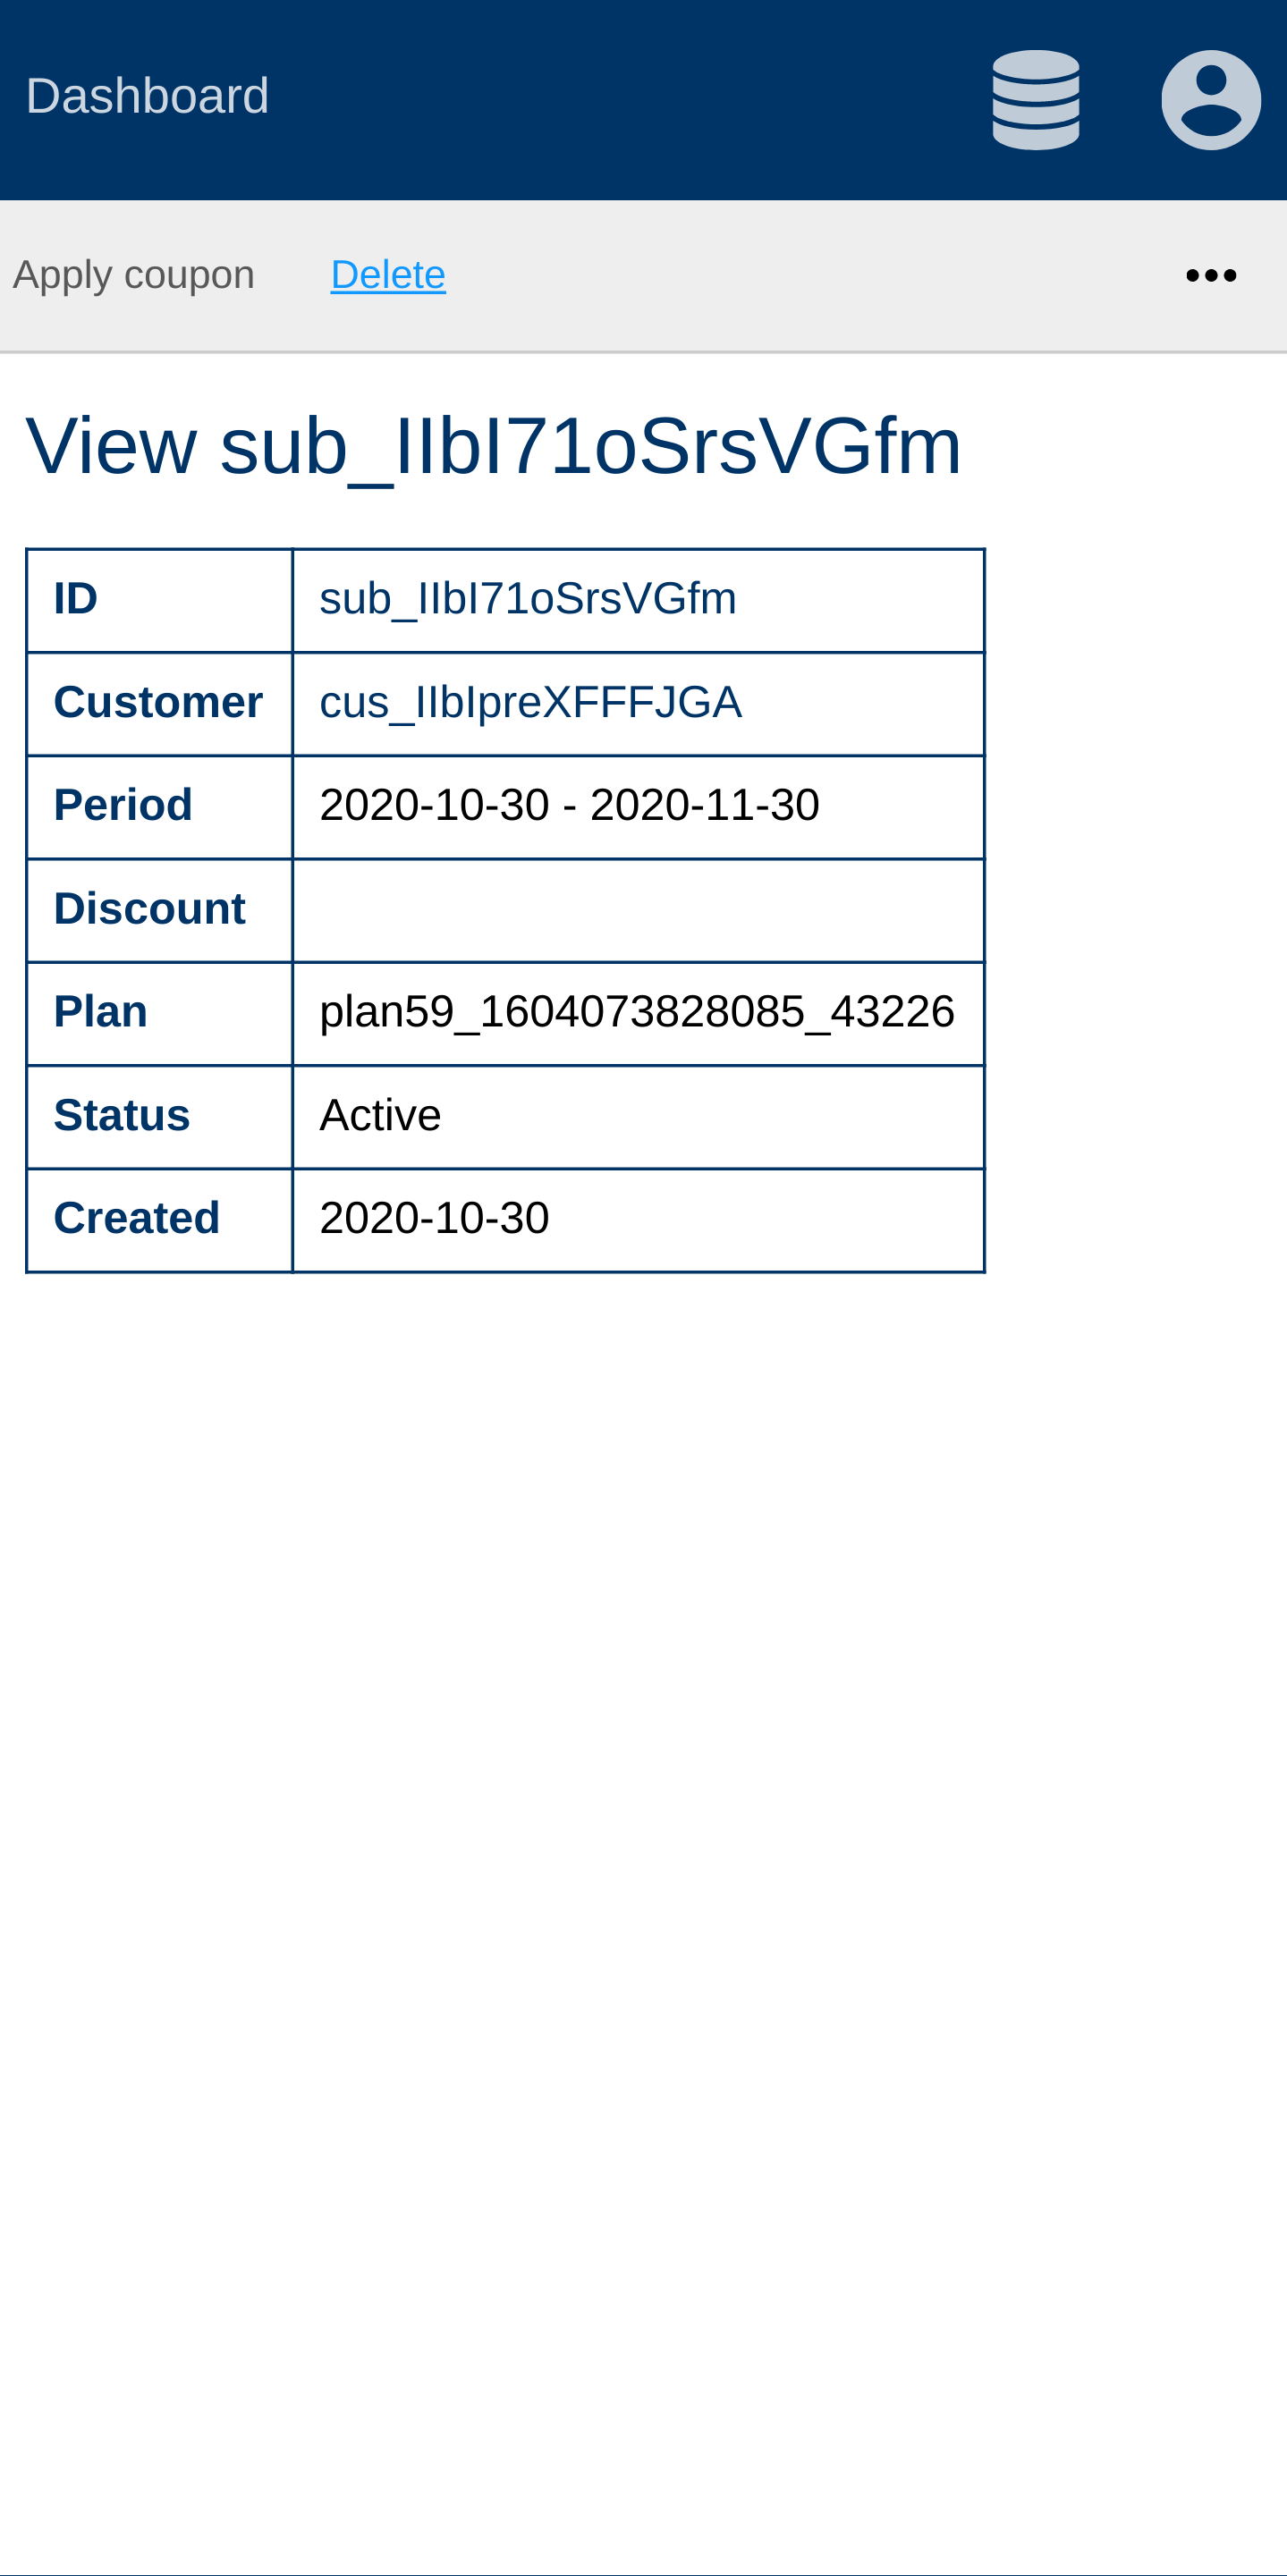 Dashboard
Apply coupon Delete
View sub_IIbI71oSrsVGfm
ID sub_IIbI71oSrsVGfm
Customer cus_IIbIpreXFFFJGA
Period 2020-10-30 - 2020-11-30
Discount
Plan plan59_1604073828085_43226
Status Active
Created 2020-10-30